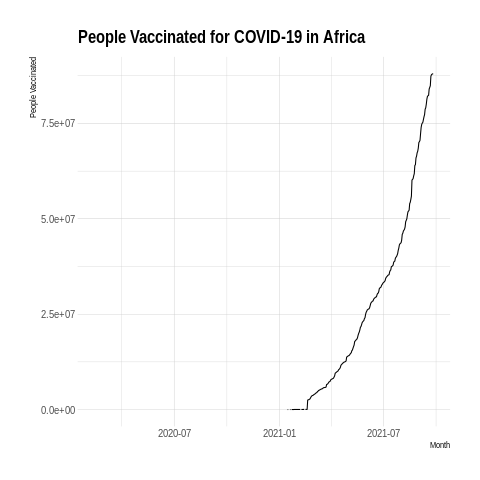 People Vaccinated for COVID-19 in Africa
People Vaccinated
7.5e+07
5.0e+07
2.5e+07
0.0e+00
2020-07
2021-01
2021-07
Month